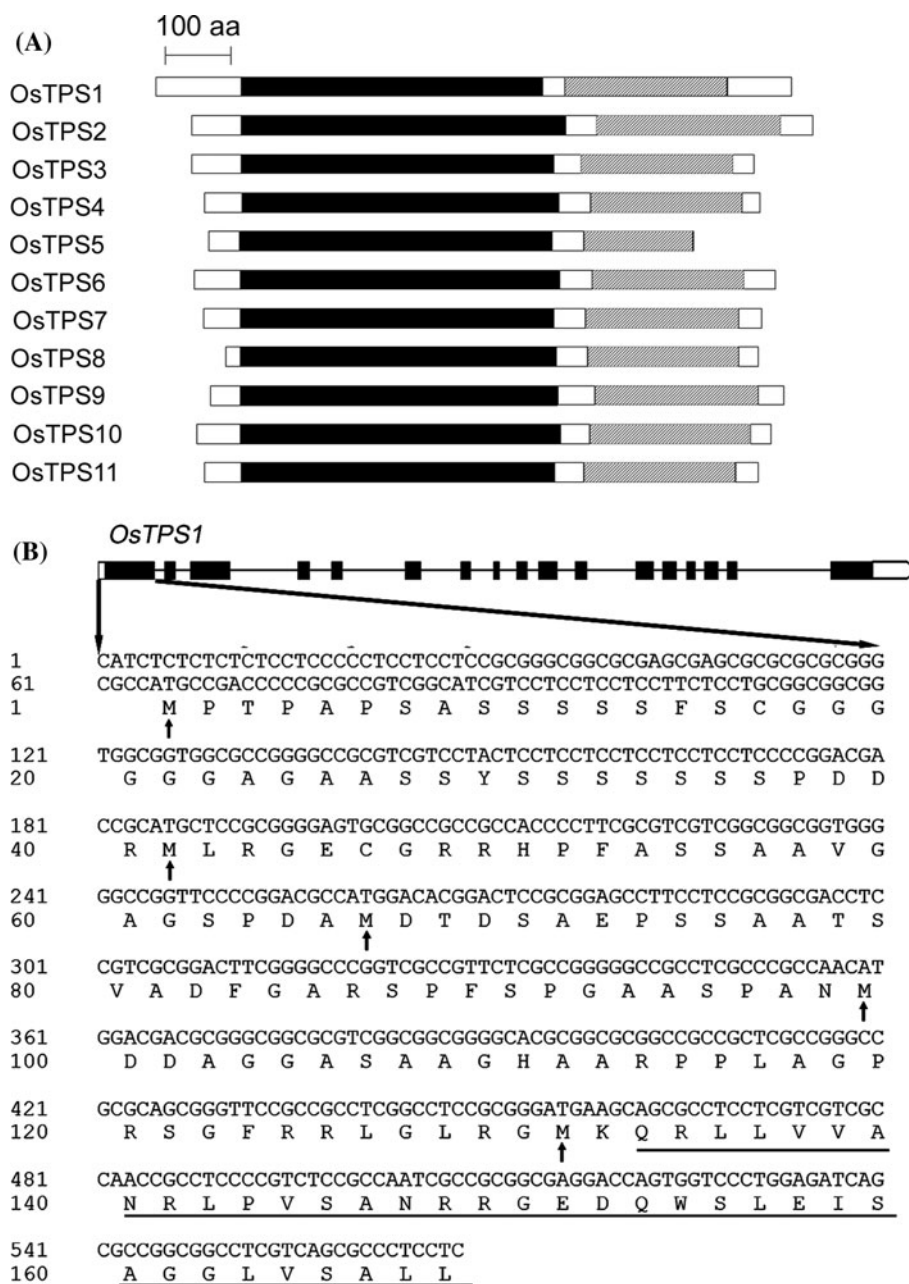 (A)
100 aa
OsTPS1
OsTPS2
OsTPS3
OsTPS4
OsTPS5
OsTPS6
OsTPS7
OsTPS8
OsTPS9
OsTPS10
OsTPS11
(B)
OsTPS1
1 CATCTCTCTCTCTCCTCCCCCTCCTCCTCCGCGGGCGGCGCGAGCGAGCGCGCGCGCGGG
61 CGCCATGCCGACCCCCGCGCCGTCGGCATCGTCCTCCTCCTCCTTCTCCTGCGGCGGCGG
1 M P T P A P S A S S S S S F S C G G G
121 TGGCGGTGGCGCCGGGGCCGCGTCGTCCTACTCCTCCTCCTCCTCCTCCTCCCCGGACGA
20 G G G A G A A S S Y S S S S S S S P D D
181 CCGCATGCTCCGCGGGGAGTGCGGCCGCCGCCACCCCTTCGCGTCGTCGGCGGCGGTGGG
40 R M L R G E C G R R H P F A S S A A V G
241 GGCCGGTTCCCCGGACGCCATGGACACGGACTCCGCGGAGCCTTCCTCCGCGGCGACCTC
60 A G S P D A M D T D S A E P S S A A T S
301 CGTCGCGGACTTCGGGGCCCGGTCGCCGTTCTCGCCGGGGGCCGCCTCGCCCGCCAACAT
80 V A D F G A R S P F S P G A A S P A N M
361 GGACGACGCGGGCGGCGCGTCGGCGGCGGGGCACGCGGCGCGGCCGCCGCTCGCCGGGCC
100 D D A G G A S A A G H A A R P P L A G P
421 GCGCAGCGGGTTCCGCCGCCTCGGCCTCCGCGGGATGAAGCAGCGCCTCCTCGTCGTCGC
120 R S G F R R L G L R G M K Q R L L V V A
481 CAACCGCCTCCCCGTCTCCGCCAATCGCCGCGGCGAGGACCAGTGGTCCCTGGAGATCAG
140 N R L P V S A N R R G E D Q W S L E I S
541 CGCCGGCGGCCTCGTCAGCGCCCTCCTC
160 A G G L V S A L L